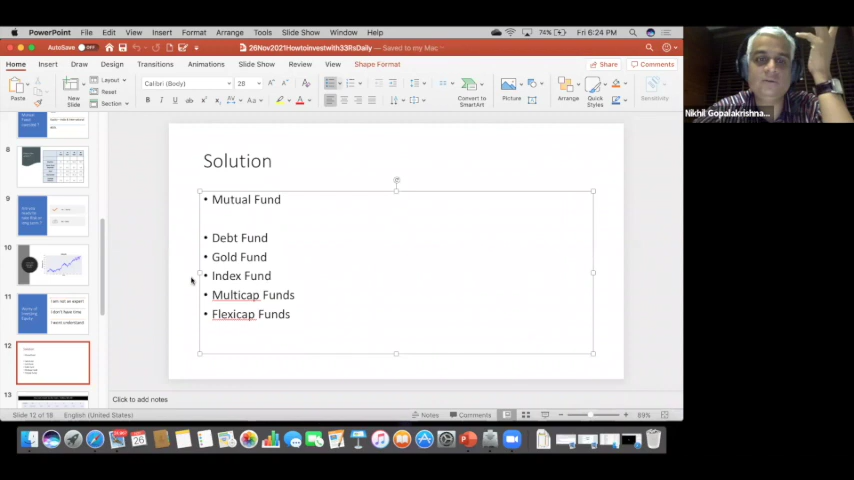 PowerPoint File Edit View Insert Format Arrange Tools Slide Show Window Help 74% Fri 6:24 PM
AutoSave OFF 26Nov2021Howtoinvestwith33RsDaily — Saved to my Mac
Home Insert Draw Design Transitions Animations Slide Show Review View Shape Format Share Comments
Paste New Slide Layout Reset Section Calibri (Body) 28 Convert to SmartArt Picture Arrange Quick Styles Sensitivity
Nikhil Gopalakrishna...
8
9
10
11
I am not an expert
I don't have time
I want understand
12
Solution
13
Solution
• Mutual Fund
• Debt Fund
• Gold Fund
• Index Fund
• Multicap Funds
• Flexicap Funds
Click to add notes
Slide 12 of 18 English (United States) Notes Comments 89%